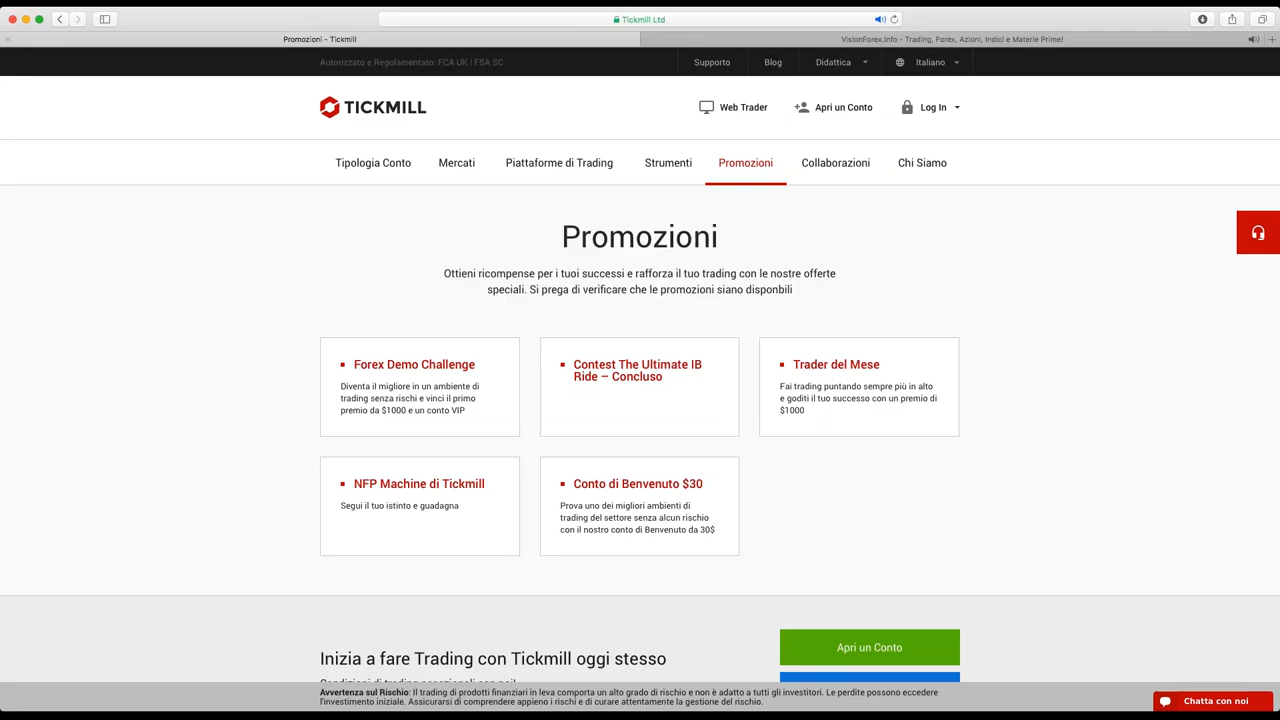 Tickmill Ltd
Promozioni - Tickmill
VisionForex.Info - Trading, Forex, Azioni, Indici e Materie Prime!
Autorizzato e Regolamentato: FCA UK | FSA SC
Supporto
Blog
Didattica
Italiano
TICKMILL
Web Trader
Apri un Conto
Log In
Tipologia Conto
Mercati
Piattaforme di Trading
Strumenti
Promozioni
Collaborazioni
Chi Siamo
Promozioni
Ottieni ricompense per i tuoi successi e rafforza il tuo trading con le nostre offerte
speciali. Si prega di verificare che le promozioni siano disponbili
Forex Demo Challenge
Diventa il migliore in un ambiente di
trading senza rischi e vinci il primo
premio da $1000 e un conto VIP
Contest The Ultimate IB
Ride – Concluso
Trader del Mese
Fai trading puntando sempre più in alto
e goditi il tuo successo con un premio di
$1000
NFP Machine di Tickmill
Segui il tuo istinto e guadagna
Conto di Benvenuto $30
Prova uno dei migliori ambienti di
trading del settore senza alcun rischio
con il nostro conto di Benvenuto da 30$
Inizia a fare Trading con Tickmill oggi stesso
Apri un Conto
Avvertenza sul Rischio: Il trading di prodotti finanziari in leva comporta un alto grado di rischio e non è adatto a tutti gli investitori. Le perdite possono eccedere
l'investimento iniziale. Assicurarsi di comprendere appieno i rischi e di curare attentamente la gestione del rischio.
Chatta con noi